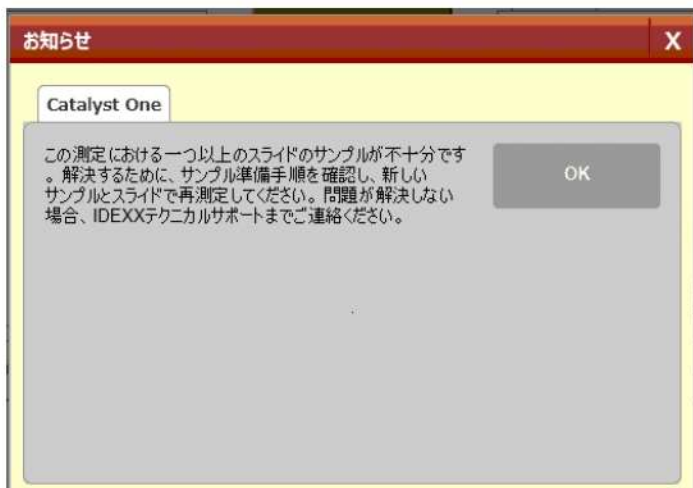 お知らせ
X
Catalyst One
この測定における一つ以上のスライドのサンプルが不十分です
。解決するために、サンプル準備手順を確認し、新しい
サンプルとスライドで再測定してください。問題が解決しない
場合、IDEXXテクニカルサポートまでご連絡ください。
OK